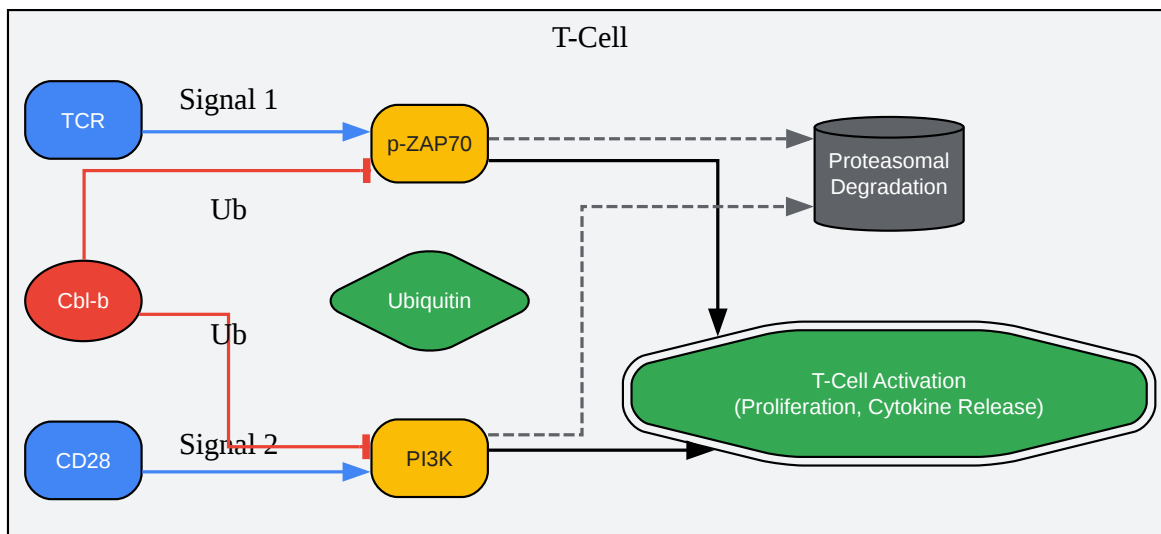 T-Cell
TCR
Signal 1
p-ZAP70
Proteasomal
Degradation
Ub
Cbl-b
Ubiquitin
Ub
T-Cell Activation
(Proliferation, Cytokine Release)
CD28
Signal 2
PI3K